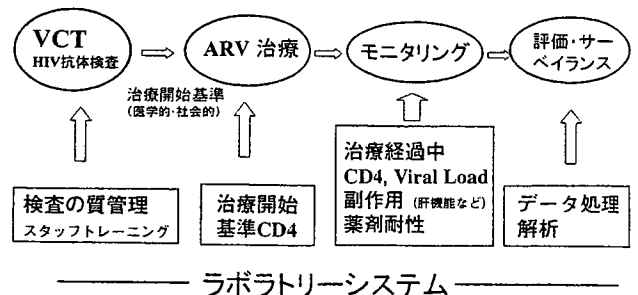 VCT
HIV抗体検査
ARV 治療
モニタリング
評価・サー
ベイランス
治療開始基準
(医学的・社会的)
検査の質管理
スタッフトレーニング
治療開始
基準CD4
治療経過中
CD4, Viral Load
副作用 (肝機能など)
薬剤耐性
データ処理
解析
ラボラトリーシステム